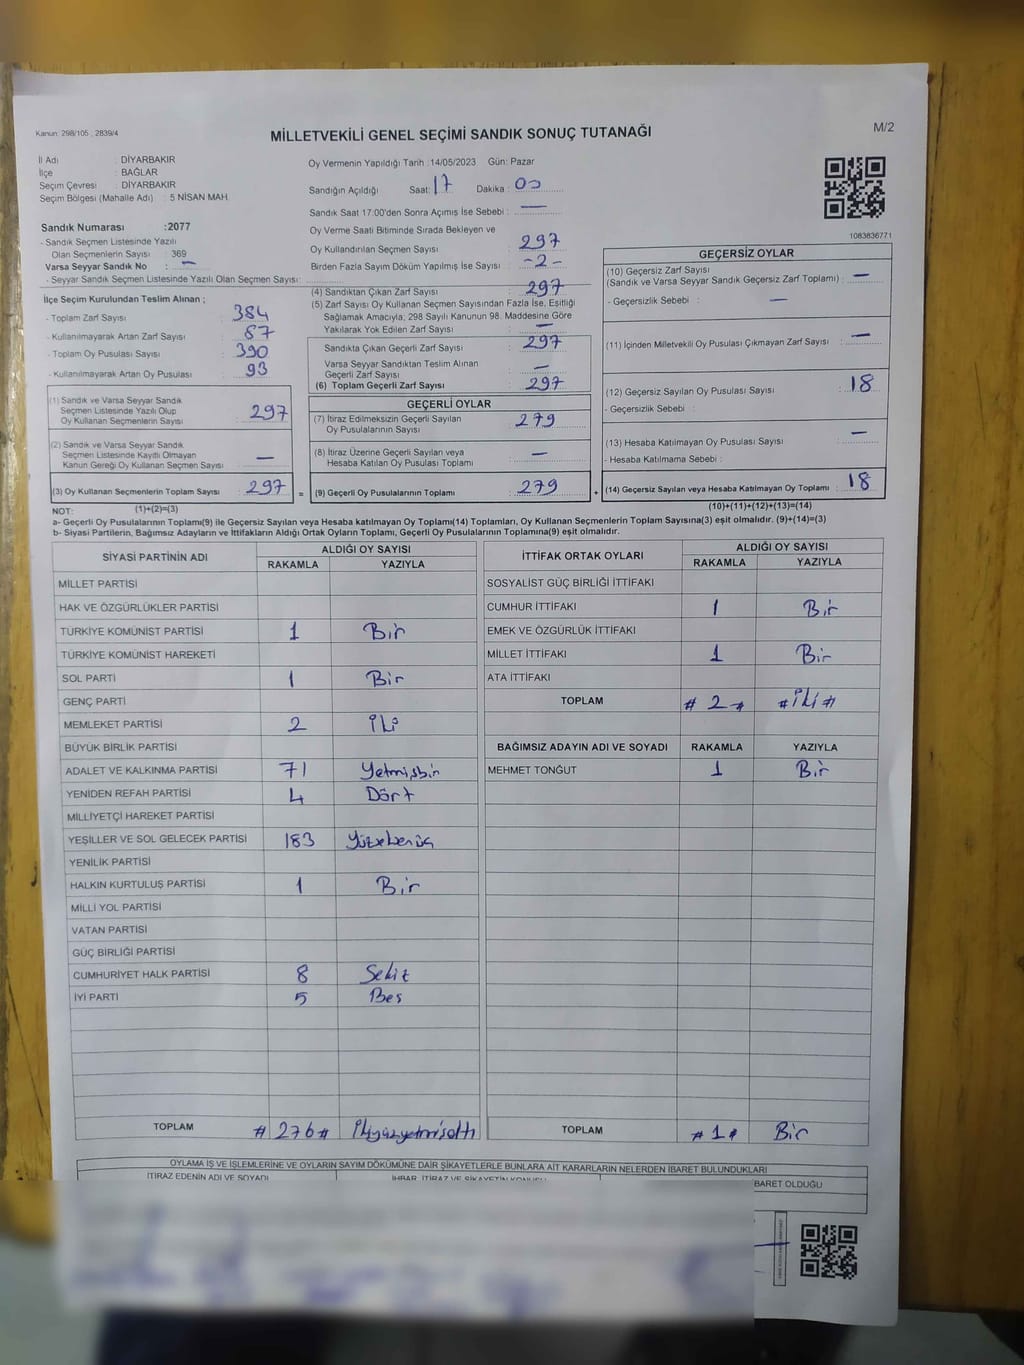 Kanun: 298/105 , 2839/4
MİLLETVEKİLİ GENEL SEÇİMİ SANDIK SONUÇ TUTANAĞI
M/2
İl Adı : DİYARBAKIR
İlçe : BAĞLAR
Seçim Çevresi : DİYARBAKIR
Seçim Bölgesi (Mahalle Adı) : 5 NİSAN MAH.
Sandık Numarası :2077
- Sandık Seçmen Listesinde Yazılı
Olan Seçmenlerin Sayısı : 369
Varsa Seyyar Sandık No : —
- Seyyar Sandık Seçmen Listesinde Yazılı Olan Seçmen Sayısı:
İlçe Seçim Kurulundan Teslim Alınan ;
- Toplam Zarf Sayısı : 384
- Kullanılmayarak Artan Zarf Sayısı : 87
- Toplam Oy Pusulası Sayısı : 390
- Kullanılmayarak Artan Oy Pusulası : 93
(1) Sandık ve Varsa Seyyar Sandık
Seçmen Listesinde Yazılı Olup
Oy Kullanan Seçmenlerin Sayısı : 297
(2) Sandık ve Varsa Seyyar Sandık
Seçmen Listesinde Kayıtlı Olmayan
Kanun Gereği Oy Kullanan Seçmen Sayısı : —
(3) Oy Kullanan Seçmenlerin Toplam Sayısı : 297
Oy Vermenin Yapıldığı Tarih :14/05/2023 Gün: Pazar
Sandığın Açıldığı Saat: 17 Dakika : 00
Sandık Saat 17:00'den Sonra Açımış İse Sebebi : —
Oy Verme Saati Bitiminde Sırada Bekleyen ve
Oy Kullandırılan Seçmen Sayısı : 297
Birden Fazla Sayım Döküm Yapılmış İse Sayısı : -2-
(4) Sandıktan Çıkan Zarf Sayısı : 297
(5) Zarf Sayısı Oy Kullanan Seçmen Sayısından Fazla İse, Eşitliği
Sağlamak Amacıyla; 298 Sayılı Kanunun 98. Maddesine Göre
Yakılarak Yok Edilen Zarf Sayısı : —
Sandıkta Çıkan Geçerli Zarf Sayısı : 297
Varsa Seyyar Sandıktan Teslim Alınan
Geçerli Zarf Sayısı : —
(6) Toplam Geçerli Zarf Sayısı : 297
GEÇERLİ OYLAR
(7) İtiraz Edilmeksizin Geçerli Sayılan
Oy Pusulalarının Sayısı : 279
(8) İtiraz Üzerine Geçerli Sayılan veya
Hesaba Katılan Oy Pusulası Toplamı : —
= (9) Geçerli Oy Pusulalarının Toplamı : 279
1083836771
GEÇERSİZ OYLAR
(10) Geçersiz Zarf Sayısı
(Sandık ve Varsa Seyyar Sandık Geçersiz Zarf Toplamı) : —
- Geçersizlik Sebebi : —
(11) İçinden Milletvekili Oy Pusulası Çıkmayan Zarf Sayısı : —
(12) Geçersiz Sayılan Oy Pusulası Sayısı : 18
- Geçersizlik Sebebi :
(13) Hesaba Katılmayan Oy Pusulası Sayısı : —
- Hesaba Katılmama Sebebi :
+ (14) Geçersiz Sayılan veya Hesaba Katılmayan Oy Toplamı : 18
NOT: (1)+(2)=(3) (10)+(11)+(12)+(13)=(14)
a- Geçerli Oy Pusulalarının Toplamı(9) ile Geçersiz Sayılan veya Hesaba katılmayan Oy Toplamı(14) Toplamları, Oy Kullanan Seçmenlerin Toplam Sayısına(3) eşit olmalıdır. (9)+(14)=(3)
b- Siyasi Partilerin, Bağımsız Adayların ve İttifakların Aldığı Ortak Oyların Toplamı, Geçerli Oy Pusulalarının Toplamına(9) eşit olmalıdır.
SİYASİ PARTİNİN ADI ALDIĞI OY SAYISI
RAKAMLA YAZIYLA
MİLLET PARTİSİ
HAK VE ÖZGÜRLÜKLER PARTİSİ
TÜRKİYE KOMÜNİST PARTİSİ 1 Bir
TÜRKİYE KOMÜNİST HAREKETİ
SOL PARTİ 1 Bir
GENÇ PARTİ
MEMLEKET PARTİSİ 2 İki
BÜYÜK BİRLİK PARTİSİ
ADALET VE KALKINMA PARTİSİ 71 Yetmişbir
YENİDEN REFAH PARTİSİ 4 Dört
MİLLİYETÇİ HAREKET PARTİSİ
YEŞİLLER VE SOL GELECEK PARTİSİ 183 Yüzseksenüç
YENİLİK PARTİSİ
HALKIN KURTULUŞ PARTİSİ 1 Bir
MİLLİ YOL PARTİSİ
VATAN PARTİSİ
GÜÇ BİRLİĞİ PARTİSİ
CUMHURİYET HALK PARTİSİ 8 Sekiz
İYİ PARTİ 5 Beş
TOPLAM #276# İkiyüzyetmişaltı
İTTİFAK ORTAK OYLARI ALDIĞI OY SAYISI
RAKAMLA YAZIYLA
SOSYALİST GÜÇ BİRLİĞİ İTTİFAKI
CUMHUR İTTİFAKI 1 Bir
EMEK VE ÖZGÜRLÜK İTTİFAKI
MİLLET İTTİFAKI 1 Bir
ATA İTTİFAKI
TOPLAM #2# #İki#
BAĞIMSIZ ADAYIN ADI VE SOYADI RAKAMLA YAZIYLA
MEHMET TONĞUT 1 Bir
TOPLAM #1# Bir
OYLAMA İŞ VE İŞLEMLERİNE VE OYLARIN SAYIM DÖKÜMÜNE DAİR ŞİKAYETLERLE BUNLARA AİT KARARLARIN NELERDEN İBARET BULUNDUKLARI
İTİRAZ EDENİN ADI VE SOYADI İHBAR, İTİRAZ VE ŞİKAYETİN KONUSU BARET OLDUĞU